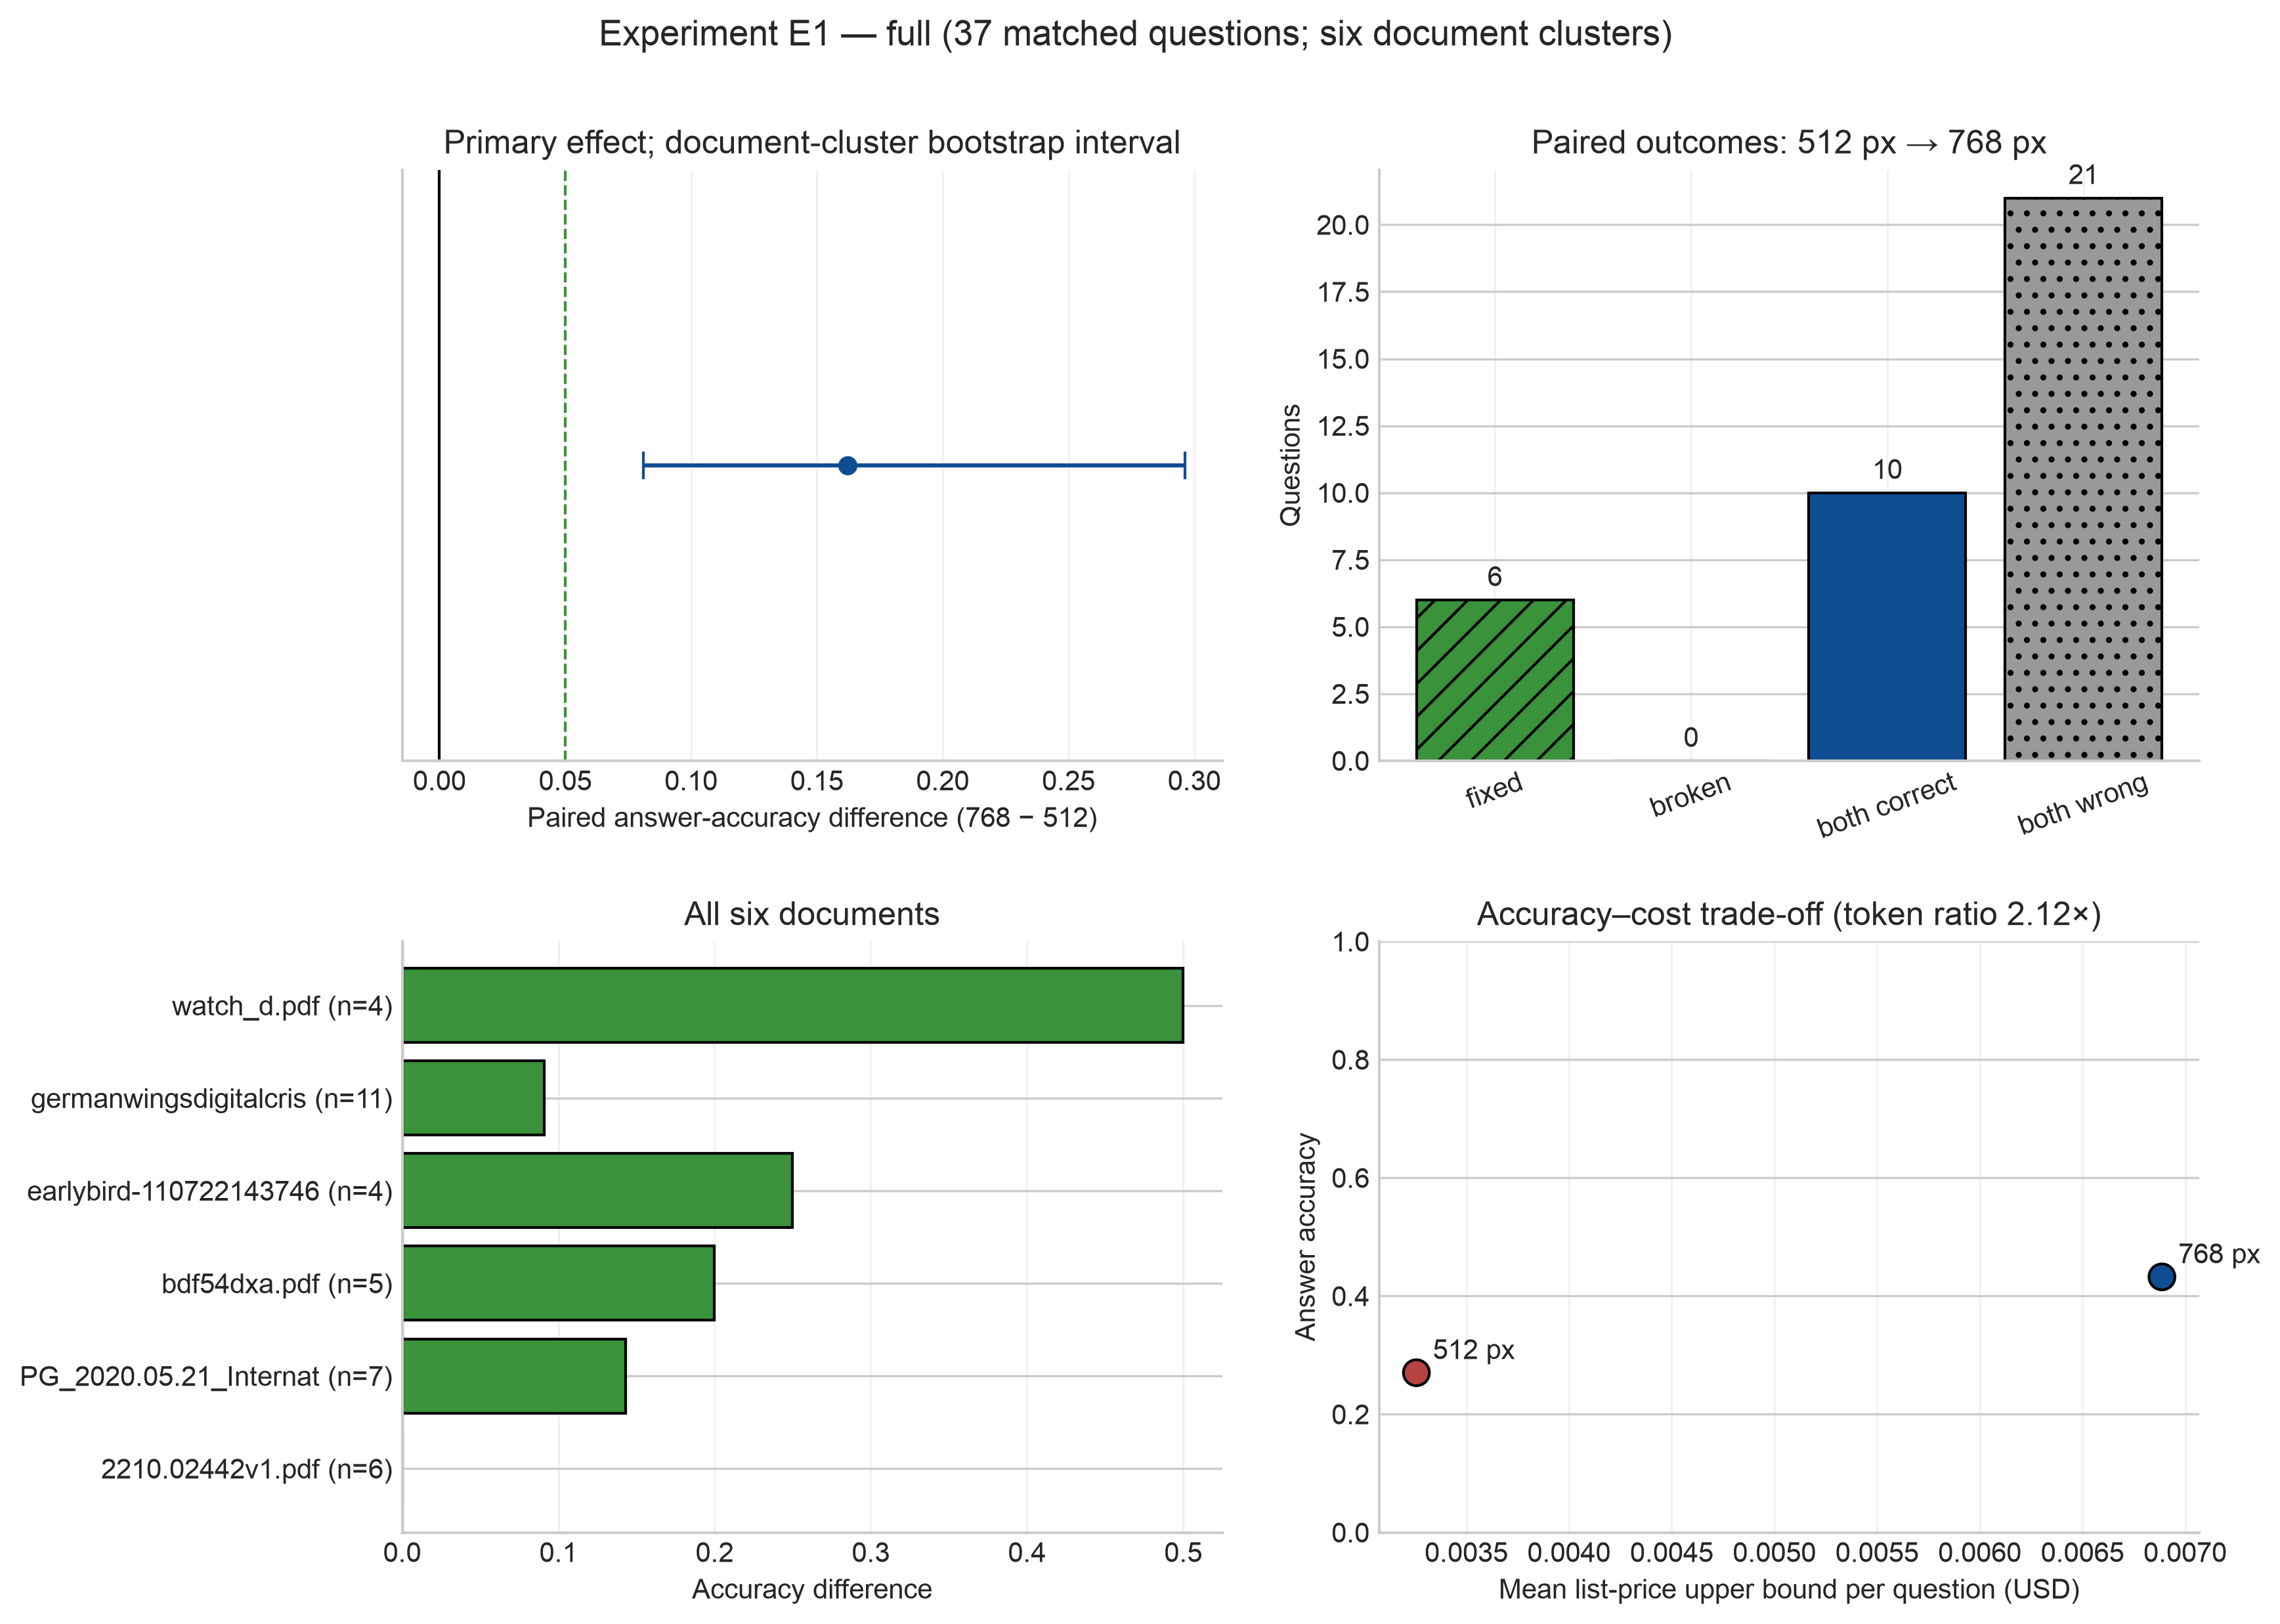 Experiment E1 — full (37 matched questions; six document clusters)
Primary effect; document-cluster bootstrap interval
0.00 0.05 0.10 0.15 0.20 0.25 0.30
Paired answer-accuracy difference (768 − 512)
Paired outcomes: 512 px → 768 px
Questions
20.0
17.5
15.0
12.5
10.0
7.5
5.0
2.5
0.0
6
0
10
21
fixed broken both correct both wrong
All six documents
watch_d.pdf (n=4)
germanwingsdigitalcris (n=11)
earlybird-110722143746 (n=4)
bdf54dxa.pdf (n=5)
PG_2020.05.21_Internat (n=7)
2210.02442v1.pdf (n=6)
0.0 0.1 0.2 0.3 0.4 0.5
Accuracy difference
Accuracy–cost trade-off (token ratio 2.12×)
Answer accuracy
1.0
0.8
0.6
0.4
0.2
0.0
768 px
512 px
0.0035 0.0040 0.0045 0.0050 0.0055 0.0060 0.0065 0.0070
Mean list-price upper bound per question (USD)